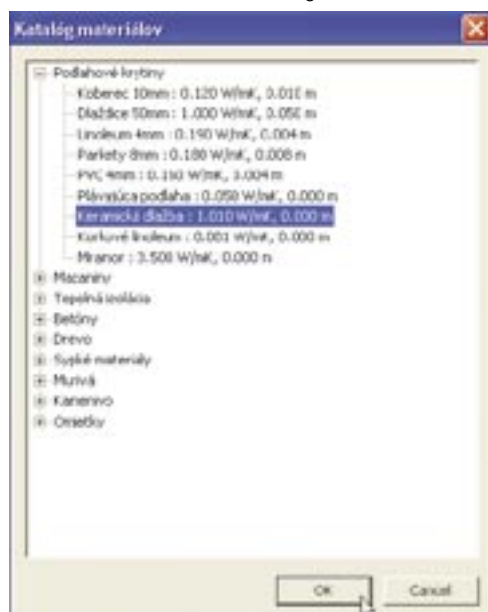 Katalóg materiálov
Podlahové krytiny
Koberec 10mm : 0.120 W/mK, 0.010 m
Dlaždice 50mm : 1.000 W/mK, 0.050 m
Linoleum 4mm : 0.190 W/mK, 0.004 m
Parkety 8mm : 0.180 W/mK, 0.008 m
PVC 4mm : 0.160 W/mK, 0.004 m
Plávajúca podlaha : 0.050 W/mK, 0.000 m
Keramická dlažba : 1.010 W/mK, 0.000 m
Korkové linoleum : 0.001 W/mK, 0.000 m
Mramor : 3.500 W/mK, 0.000 m
Mazaniny
Tepelná izolácia
Betóny
Drevo
Sypké materiály
Murivá
Kamenivo
Omietky
OK Cancel